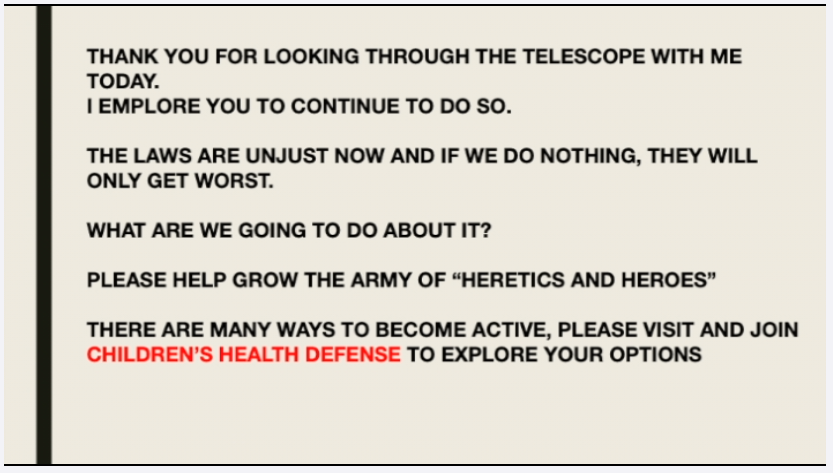 THANK YOU FOR LOOKING THROUGH THE TELESCOPE WITH ME
TODAY.
I EMPLORE YOU TO CONTINUE TO DO SO.
THE LAWS ARE UNJUST NOW AND IF WE DO NOTHING, THEY WILL
ONLY GET WORST.
WHAT ARE WE GOING TO DO ABOUT IT?
PLEASE HELP GROW THE ARMY OF “HERETICS AND HEROES”
THERE ARE MANY WAYS TO BECOME ACTIVE, PLEASE VISIT AND JOIN
CHILDREN’S HEALTH DEFENSE TO EXPLORE YOUR OPTIONS